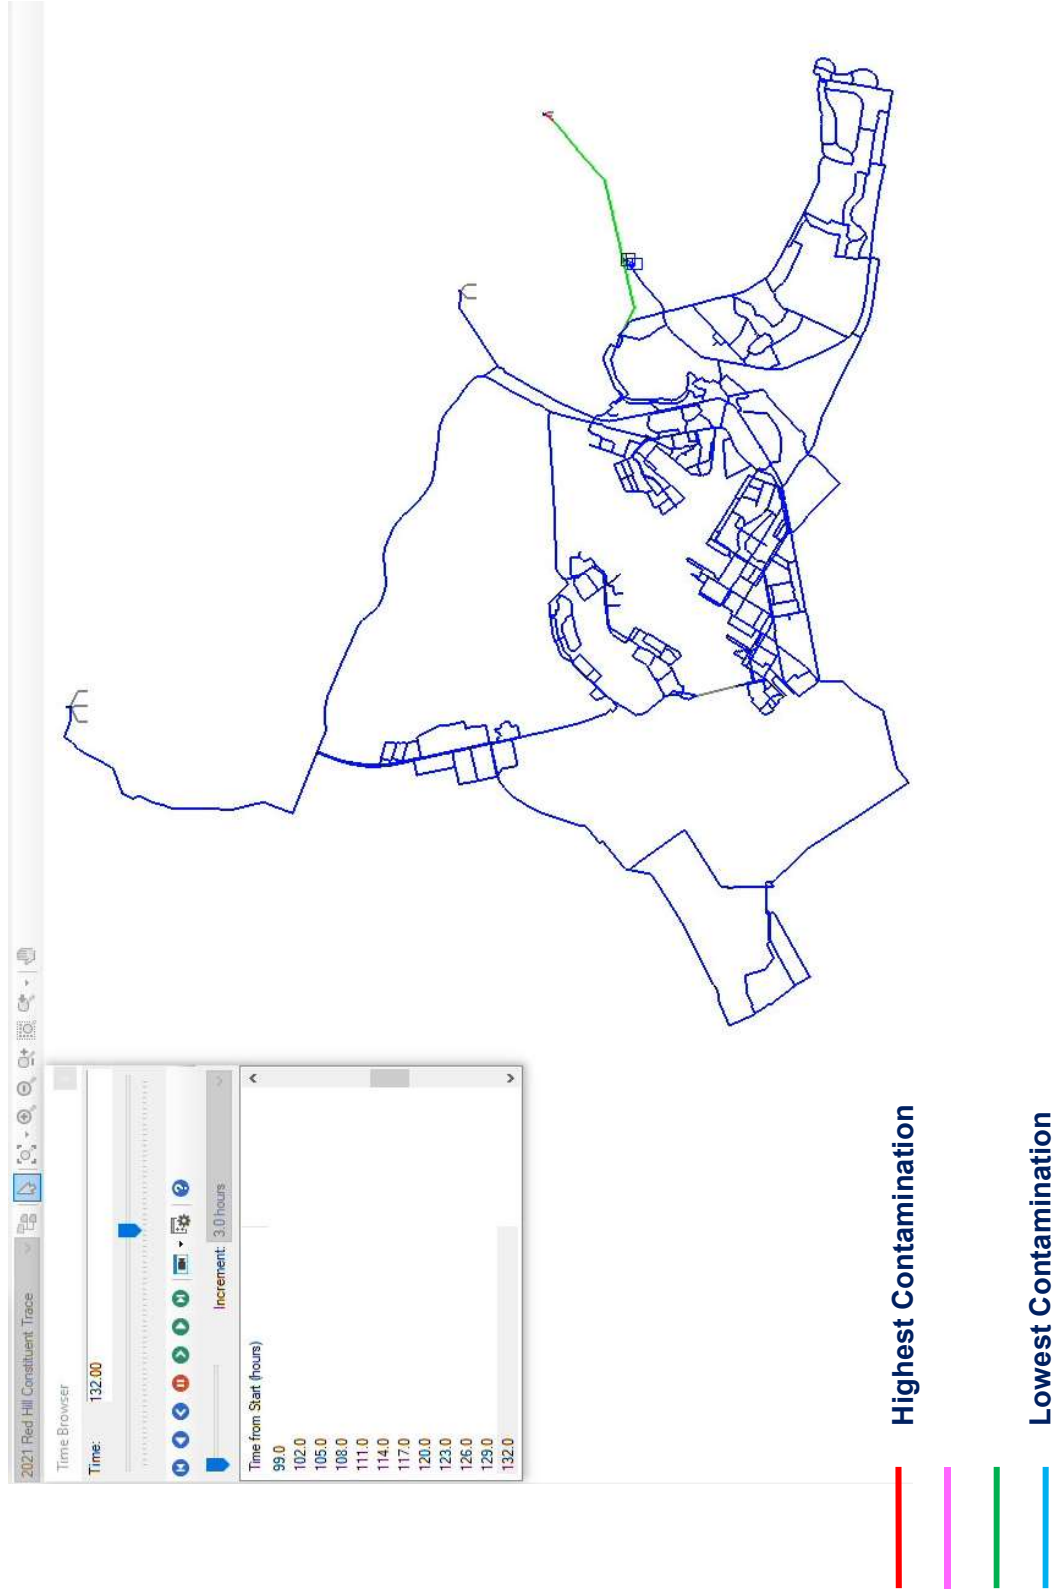 2021 Red Hill Constituent Trace
Time Browser
Time:
132.00
Increment:
3.0 hours
Time from Start (hours)
99.0
102.0
105.0
108.0
111.0
114.0
117.0
120.0
123.0
126.0
129.0
132.0
Highest Contamination
Lowest Contamination